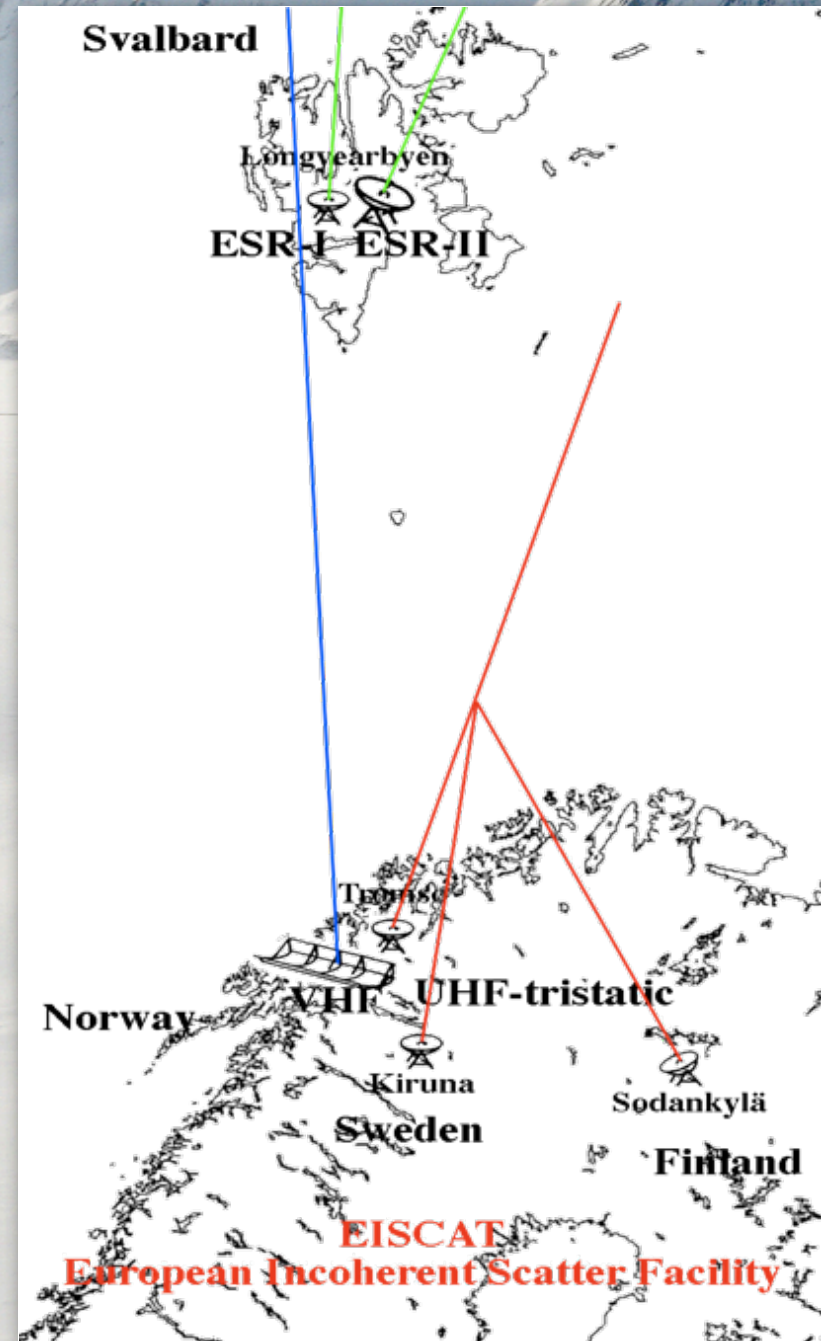 Svalbard
Longyearbyen
ESR-I ESR-II
Tromsø
VHF
UHF-tristatic
Norway
Kiruna
Sodankylä
Sweden
Finland
EISCAT
European Incoherent Scatter Facility